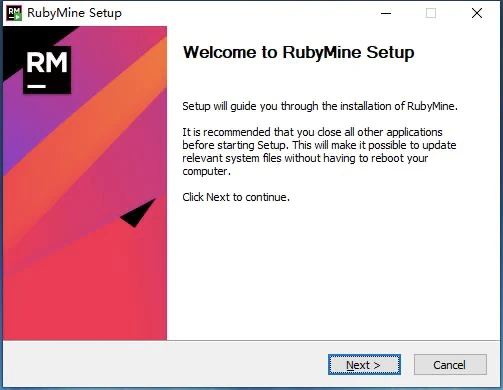 RubyMine Setup
RM
Welcome to RubyMine Setup
Setup will guide you through the installation of RubyMine.
It is recommended that you close all other applications
before starting Setup. This will make it possible to update
relevant system files without having to reboot your
computer.
Click Next to continue.
Next >
Cancel